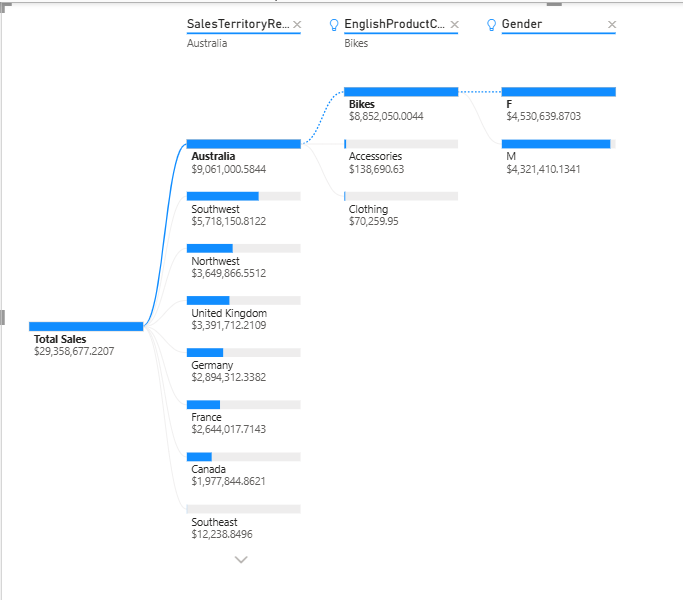 SalesTerritoryRe...
Australia
EnglishProductC...
Bikes
Gender
Total Sales
$29,358,677.2207
Australia
$9,061,000.5844
Southwest
$5,718,150.8122
Northwest
$3,649,866.5512
United Kingdom
$3,391,712.2109
Germany
$2,894,312.3382
France
$2,644,017.7143
Canada
$1,977,844.8621
Southeast
$12,238.8496
Bikes
$8,852,050.0044
Accessories
$138,690.63
Clothing
$70,259.95
F
$4,530,639.8703
M
$4,321,410.1341